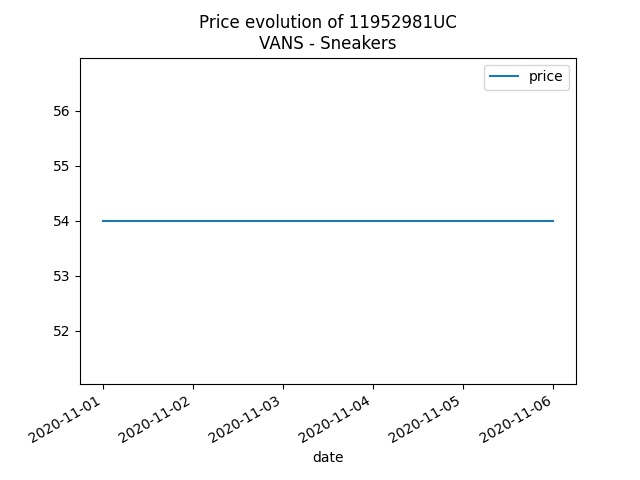 Price evolution of 11952981UC
VANS - Sneakers
price
56
55
54
53
52
2020-11-01
2020-11-02
2020-11-03
2020-11-04
2020-11-05
2020-11-06
date